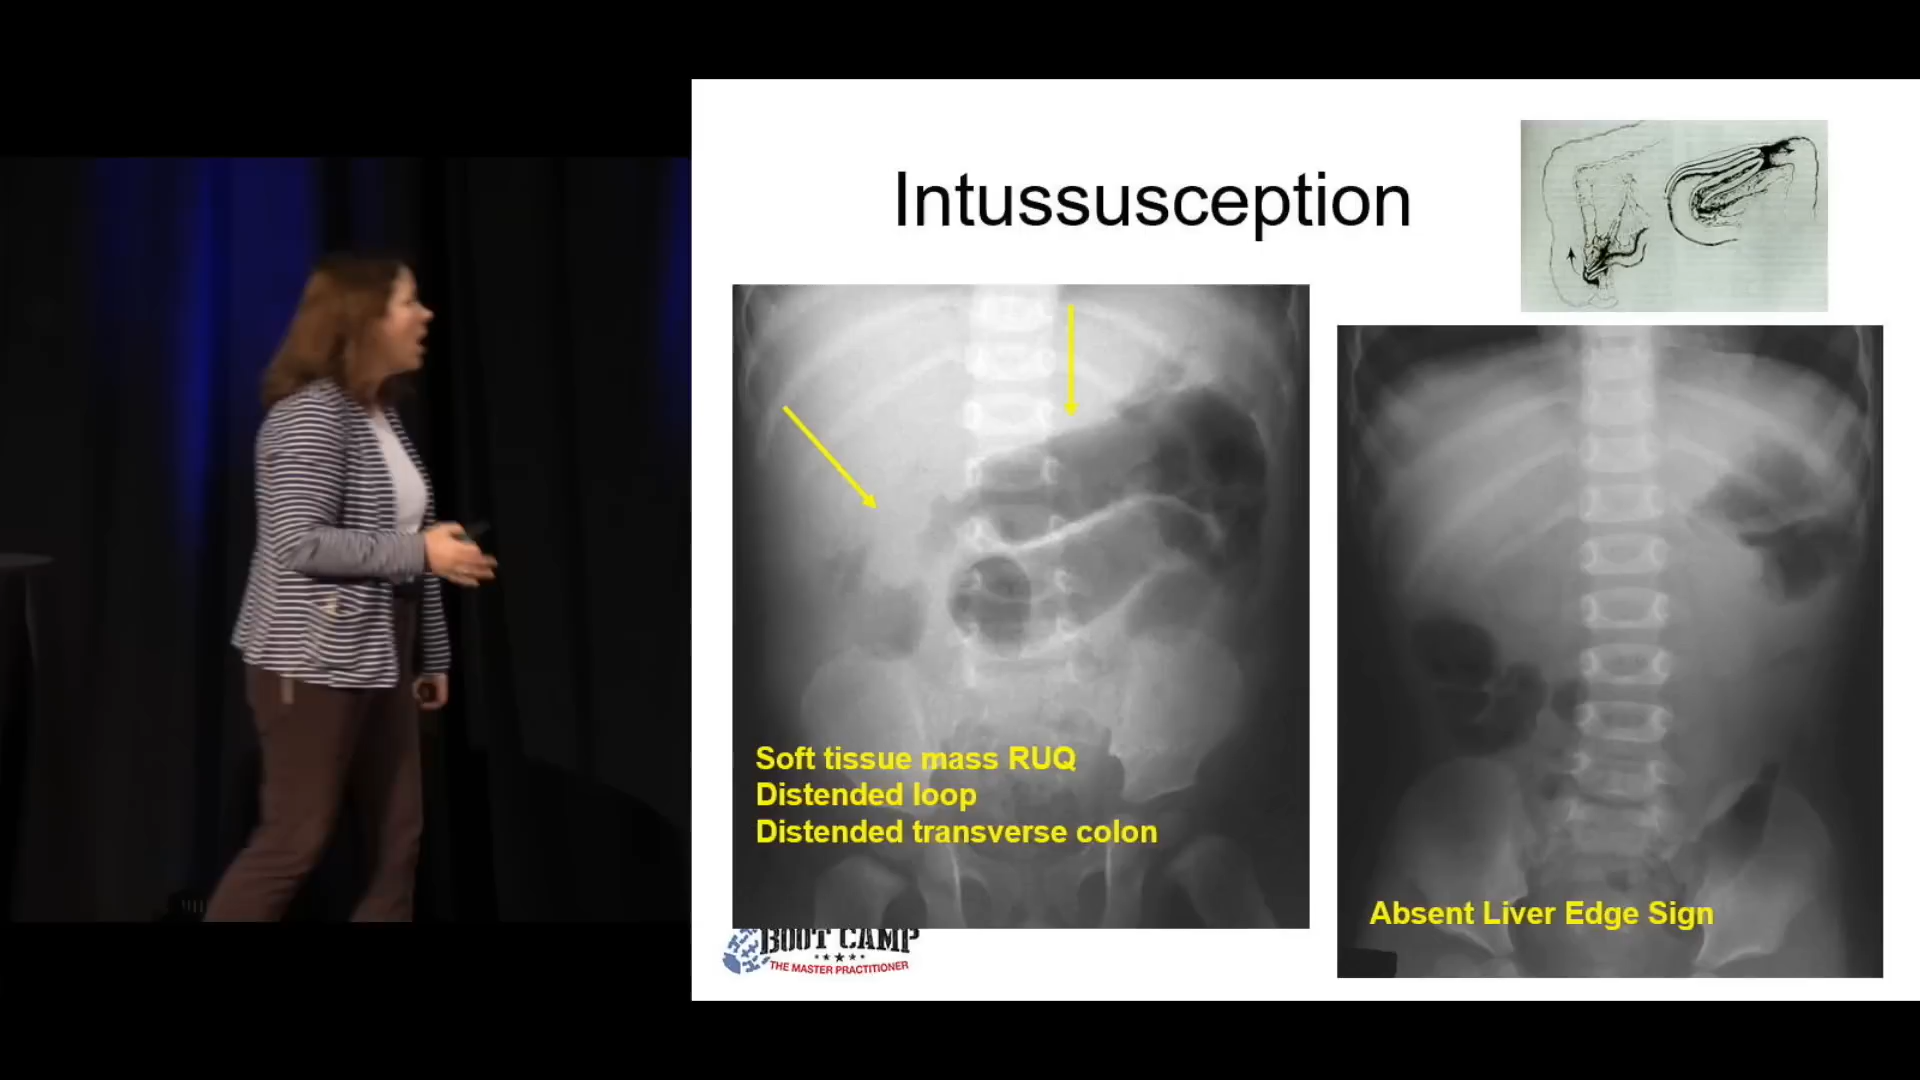 Intussusception
Soft tissue mass RUQ
Distended loop
Distended transverse colon
Absent Liver Edge Sign
BOOT CAMP
THE MASTER PRACTITIONER